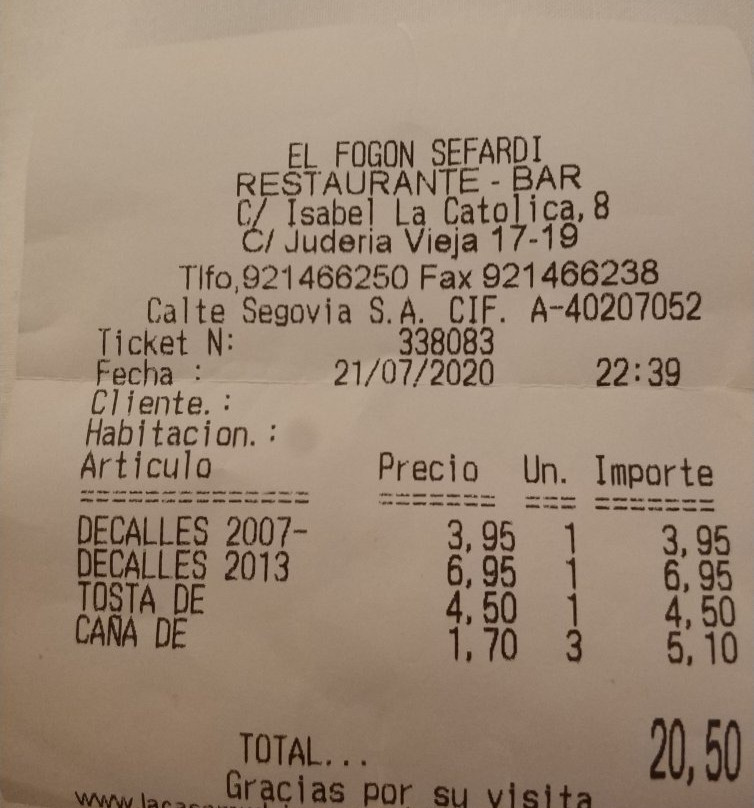 EL FOGON SEFARDI
RESTAURANTE - BAR
C/ Isabel La Catolica, 8
C/ Juderia Vieja 17-19
Tlfo,921466250 Fax 921466238
Calte Segovia S.A. CIF. A-40207052
Ticket N: 338083
Fecha : 21/07/2020 22:39
Cliente. :
Habitacion. :
Articulo Precio Un. Importe
DECALLES 2007- 3,95 1 3,95
DECALLES 2013 6,95 1 6,95
TOSTA DE 4,50 1 4,50
CAÑA DE 1,70 3 5,10
TOTAL... 20,50
Gracias por su visita